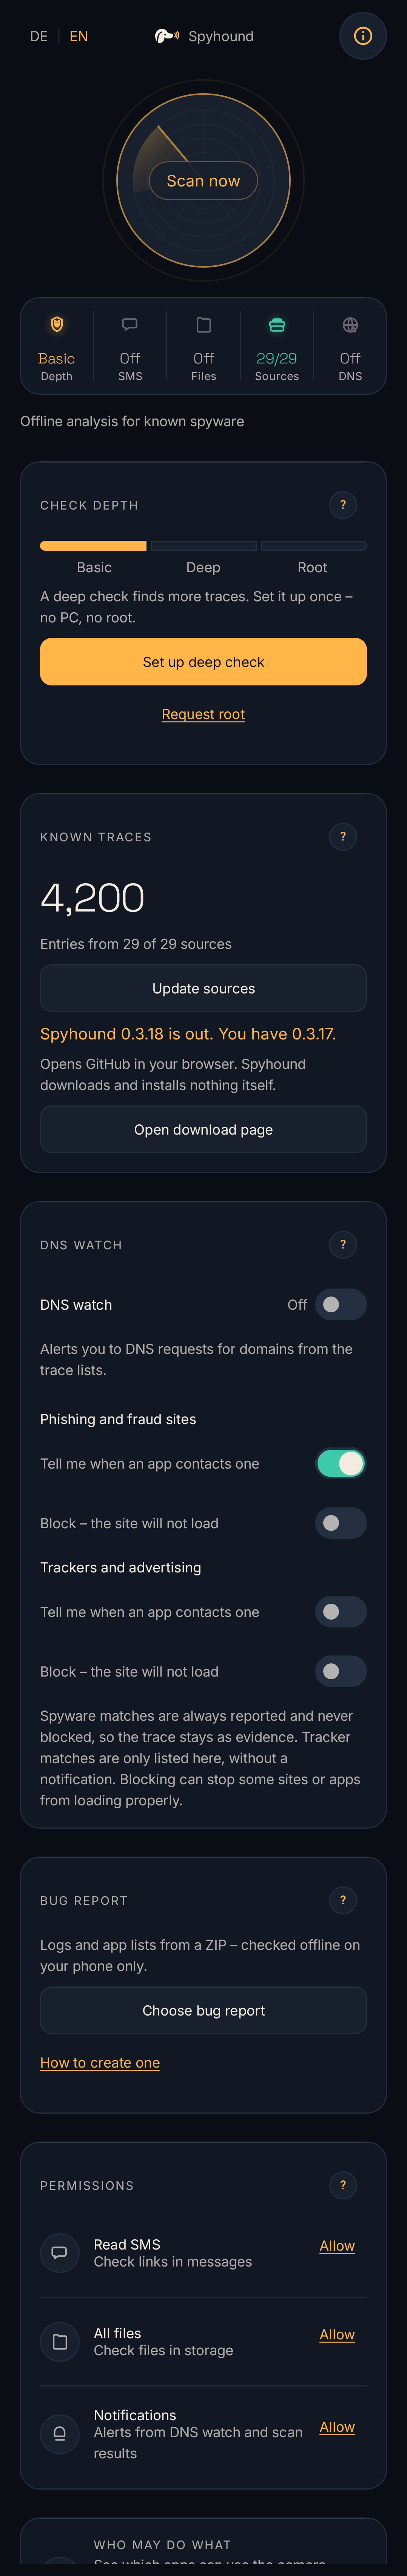 DE | EN
Spyhound
Scan now
Basic
Depth
Off
SMS
Off
Files
29/29
Sources
Off
DNS
Offline analysis for known spyware
CHECK DEPTH
?
Basic
Deep
Root
A deep check finds more traces. Set it up once –
no PC, no root.
Set up deep check
Request root
KNOWN TRACES
?
4,200
Entries from 29 of 29 sources
Update sources
Spyhound 0.3.18 is out. You have 0.3.17.
Opens GitHub in your browser. Spyhound
downloads and installs nothing itself.
Open download page
DNS WATCH
?
DNS watch
Off
Alerts you to DNS requests for domains from the
trace lists.
Phishing and fraud sites
Tell me when an app contacts one
Block – the site will not load
Trackers and advertising
Tell me when an app contacts one
Block – the site will not load
Spyware matches are always reported and never
blocked, so the trace stays as evidence. Tracker
matches are only listed here, without a
notification. Blocking can stop some sites or apps
from loading properly.
BUG REPORT
?
Logs and app lists from a ZIP – checked offline on
your phone only.
Choose bug report
How to create one
PERMISSIONS
?
Read SMS
Check links in messages
Allow
All files
Check files in storage
Allow
Notifications
Alerts from DNS watch and scan
results
Allow
WHO MAY DO WHAT
See which apps can use the camera